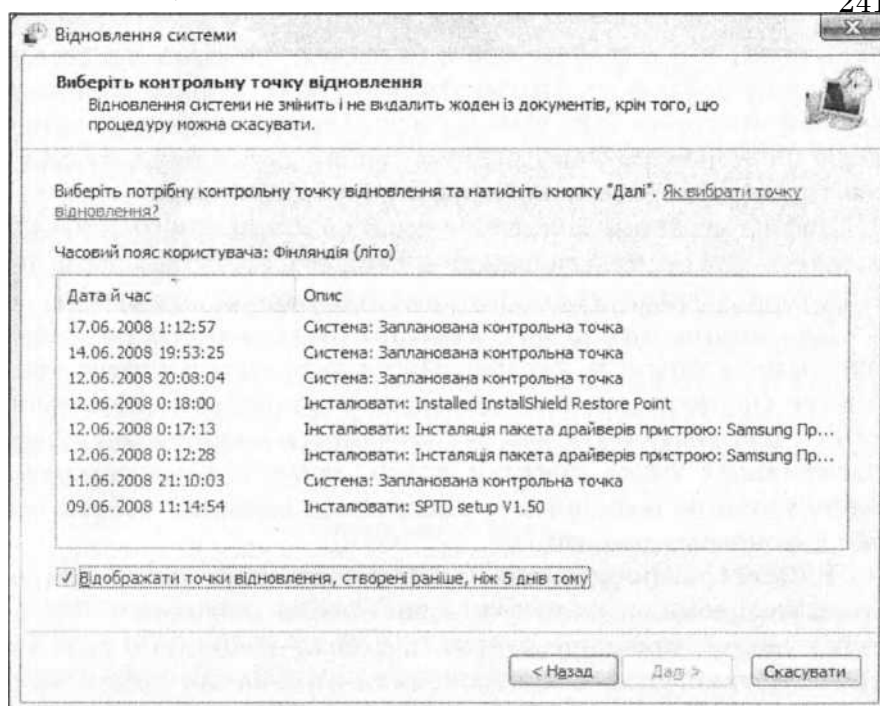 241
Відновлення системи
Виберіть контрольну точку відновлення
Відновлення системи не змінить і не видалить жоден із документів, крім того, цю
процедуру можна скасувати.
Виберіть потрібну контрольну точку відновлення та натисніть кнопку "Далі". Як вибрати точку
відновлення?
Часовий пояс користувача: Фінляндія (літо)
Дата й час Опис
17.06.2008 1:12:57 Система: Запланована контрольна точка
14.06.2008 19:53:25 Система: Запланована контрольна точка
12.06.2008 20:08:04 Система: Запланована контрольна точка
12.06.2008 0:18:00 Інсталювати: Installed InstallShield Restore Point
12.06.2008 0:17:13 Інсталювати: Інсталяція пакета драйверів пристрою: Samsung Пр...
12.06.2008 0:12:28 Інсталювати: Інсталяція пакета драйверів пристрою: Samsung Пр...
11.06.2008 21:10:03 Система: Запланована контрольна точка
09.06.2008 11:14:54 Інсталювати: SPTD setup V1.50
Відображати точки відновлення, створені раніше, ніж 5 днів тому
< Назад Далі > Скасувати